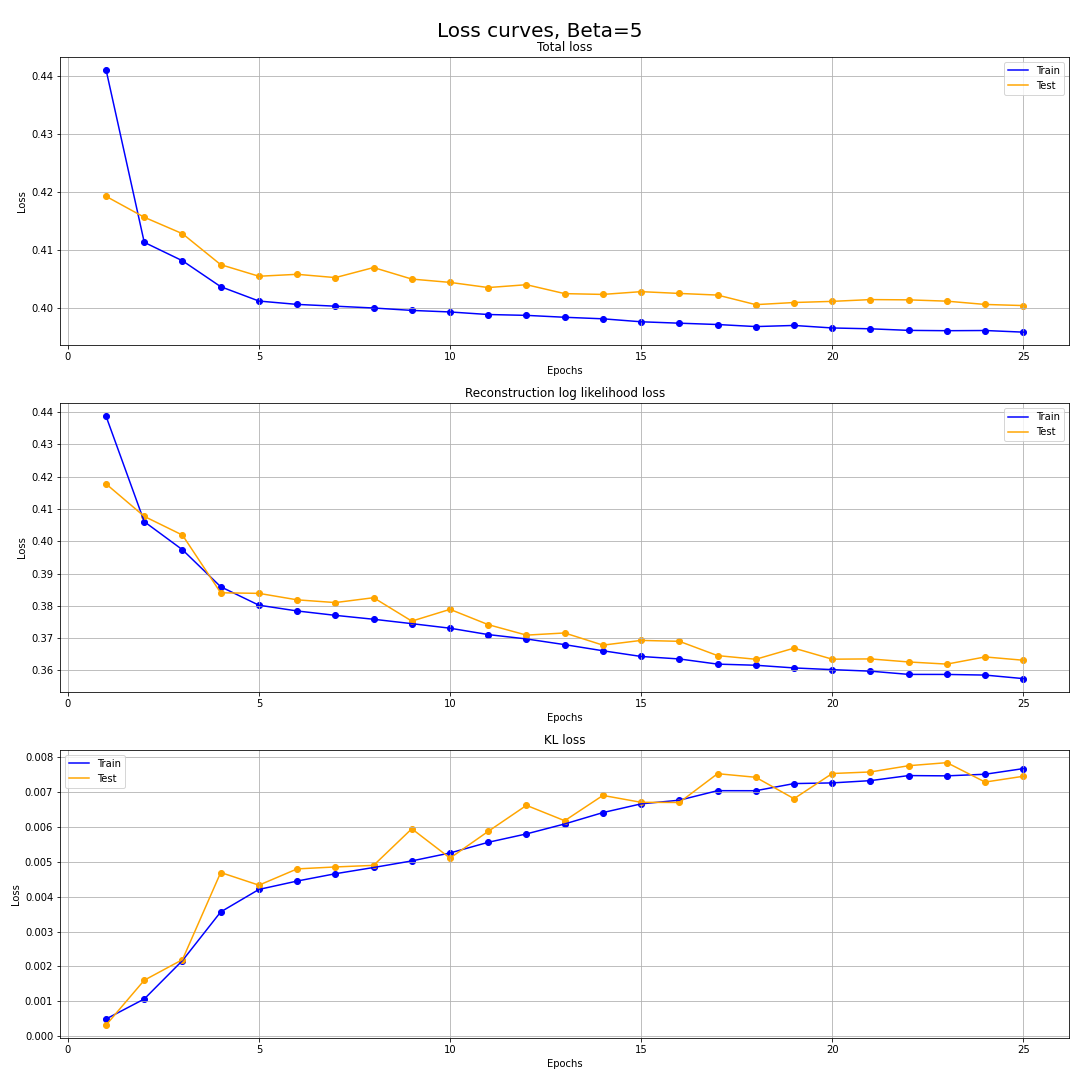 Loss curves, Beta=5
Total loss
Train
Test
0.44
0.43
0.42
0.41
0.40
Loss
0 5 10 15 20 25
Epochs
Reconstruction log likelihood loss
Train
Test
0.44
0.43
0.42
0.41
0.40
0.39
0.38
0.37
0.36
Loss
0 5 10 15 20 25
Epochs
KL loss
Train
Test
0.008
0.007
0.006
0.005
0.004
0.003
0.002
0.001
0.000
Loss
0 5 10 15 20 25
Epochs